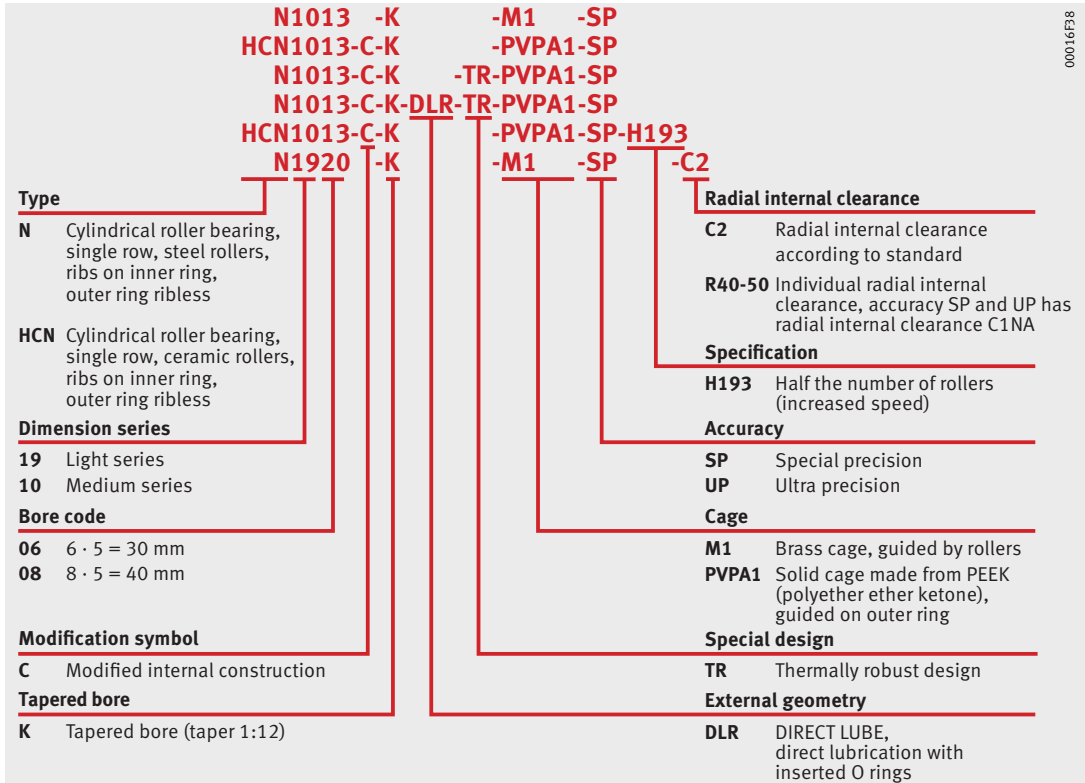 N1013 -K -M1 -SP
HCN1013-C-K -PVPA1-SP
N1013-C-K -TR-PVPA1-SP
N1013-C-K-DLR-TR-PVPA1-SP
HCN1013-C-K -PVPA1-SP-H193
N1920 -K -M1 -SP -C2
00016F38
Type
N Cylindrical roller bearing,
single row, steel rollers,
ribs on inner ring,
outer ring ribless
HCN Cylindrical roller bearing,
single row, ceramic rollers,
ribs on inner ring,
outer ring ribless
Dimension series
19 Light series
10 Medium series
Bore code
06 6 · 5 = 30 mm
08 8 · 5 = 40 mm
Modification symbol
C Modified internal construction
Tapered bore
K Tapered bore (taper 1:12)
Radial internal clearance
C2 Radial internal clearance
according to standard
R40-50 Individual radial internal
clearance, accuracy SP and UP has
radial internal clearance C1NA
Specification
H193 Half the number of rollers
(increased speed)
Accuracy
SP Special precision
UP Ultra precision
Cage
M1 Brass cage, guided by rollers
PVPA1 Solid cage made from PEEK
(polyether ether ketone),
guided on outer ring
Special design
TR Thermally robust design
External geometry
DLR DIRECT LUBE,
direct lubrication with
inserted O rings